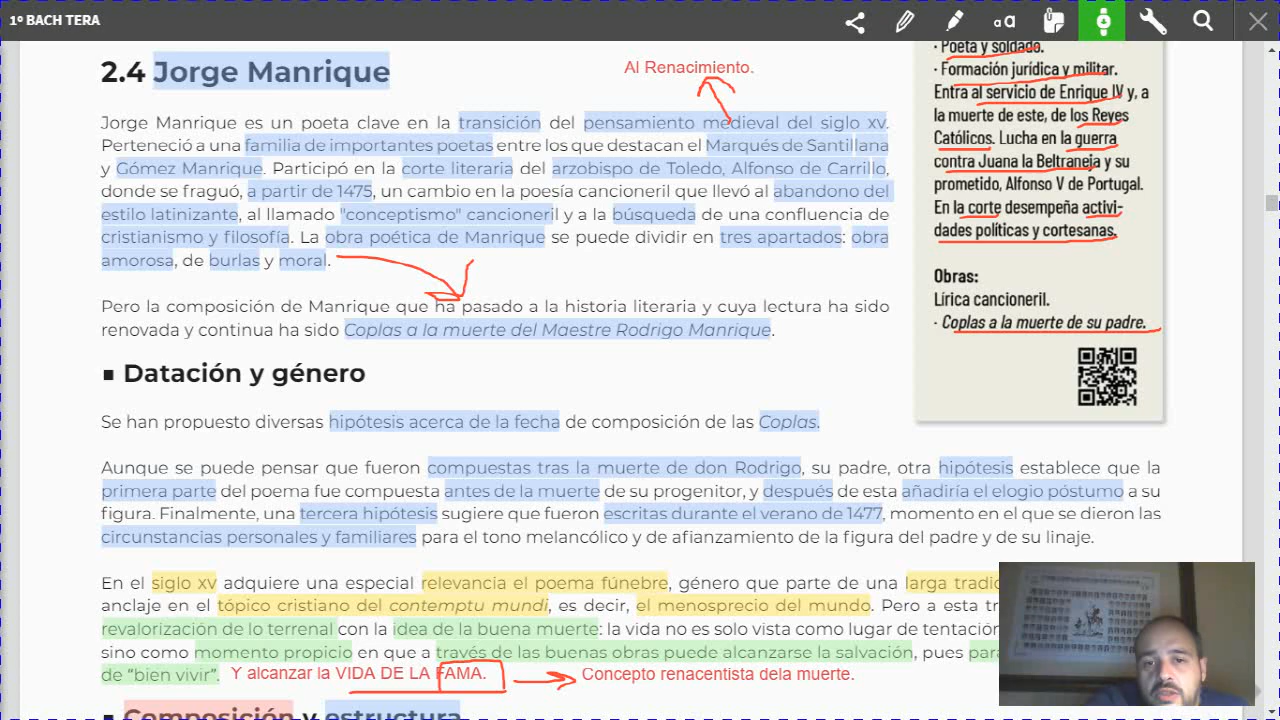 1º BACH TERA
aA
2.4 Jorge Manrique
Al Renacimiento.
Jorge Manrique es un poeta clave en la transición del pensamiento medieval del siglo XV.
Perteneció a una familia de importantes poetas entre los que destacan el Marqués de Santillana
y Gómez Manrique. Participó en la corte literaria del arzobispo de Toledo, Alfonso de Carrillo,
donde se fraguó, a partir de 1475, un cambio en la poesía cancioneril que llevó al abandono del
estilo latinizante, al llamado "conceptismo" cancioneril y a la búsqueda de una confluencia de
cristianismo y filosofía. La obra poética de Manrique se puede dividir en tres apartados: obra
amorosa, de burlas y moral.
Pero la composición de Manrique que ha pasado a la historia literaria y cuya lectura ha sido
renovada y continua ha sido Coplas a la muerte del Maestre Rodrigo Manrique.
· Poeta y soldado.
· Formación jurídica y militar.
Entra al servicio de Enrique IV y, a
la muerte de este, de los Reyes
Católicos. Lucha en la guerra
contra Juana la Beltraneja y su
prometido, Alfonso V de Portugal.
En la corte desempeña activi-
dades políticas y cortesanas.
Obras:
Lírica cancioneril.
· Coplas a la muerte de su padre.
▪ Datación y género
Se han propuesto diversas hipótesis acerca de la fecha de composición de las Coplas.
Aunque se puede pensar que fueron compuestas tras la muerte de don Rodrigo, su padre, otra hipótesis establece que la
primera parte del poema fue compuesta antes de la muerte de su progenitor, y después de esta añadiría el elogio póstumo a su
figura. Finalmente, una tercera hipótesis sugiere que fueron escritas durante el verano de 1477, momento en el que se dieron las
circunstancias personales y familiares para el tono melancólico y de afianzamiento de la figura del padre y de su linaje.
En el siglo XV adquiere una especial relevancia el poema fúnebre, género que parte de una larga
anclaje en el tópico cristiano del contemptu mundi, es decir, el menosprecio del mundo. Pero a esta
revalorización de lo terrenal con la idea de la buena muerte: la vida no es solo vista como lugar de
sino como momento propicio en que a través de las buenas obras puede alcanzarse la salvación, pues
de “bien vivir”. Y alcanzar la VIDA DE LA FAMA. Concepto renacentista dela muerte.
▪ Composición y estructura